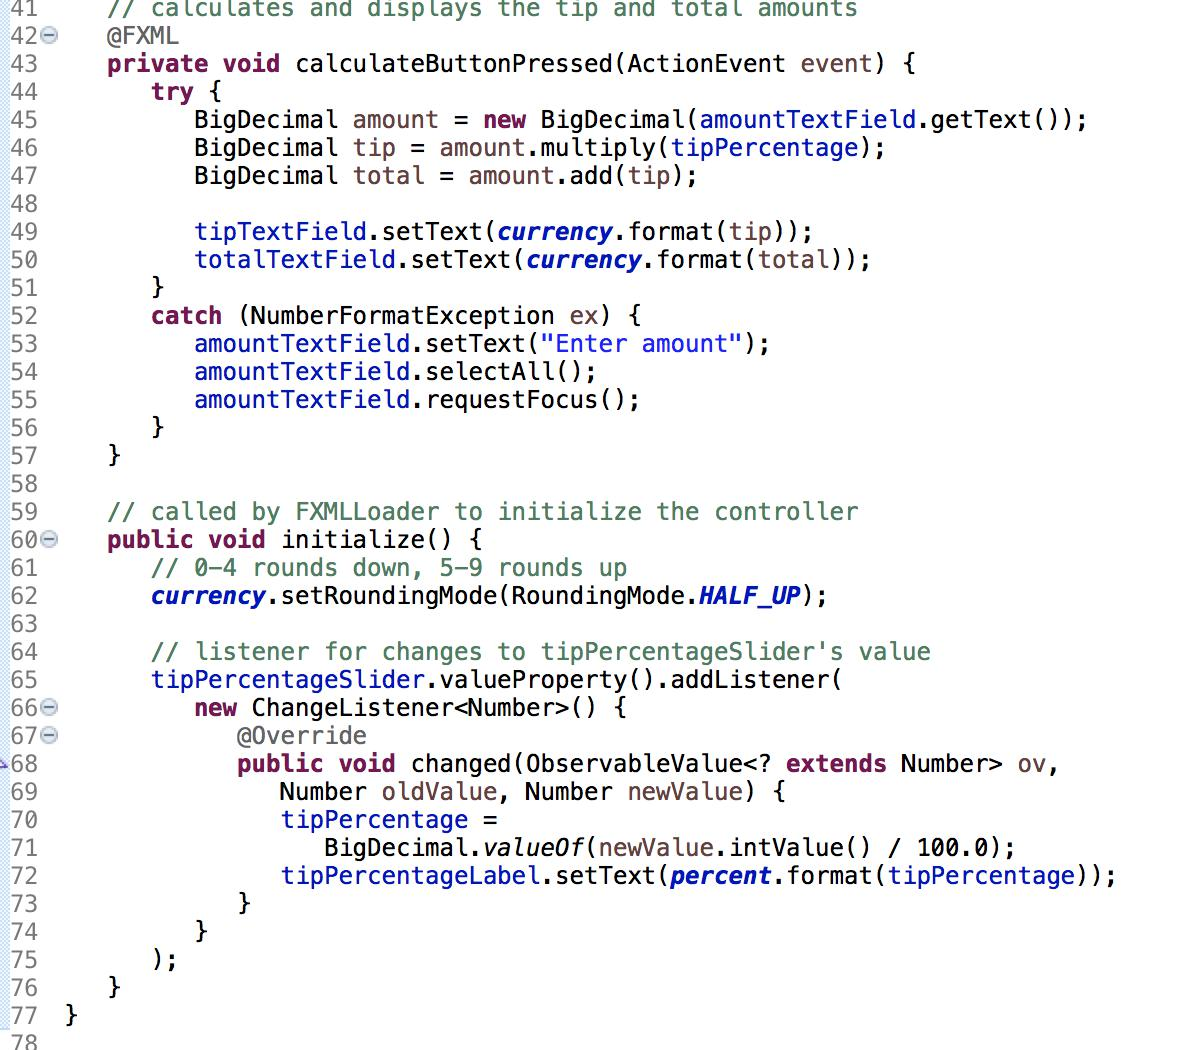 41 // calculates and displays the tip and total amounts
42 @FXML
43 private void calculateButtonPressed(ActionEvent event) {
44 try {
45 BigDecimal amount = new BigDecimal(amountTextField.getText());
46 BigDecimal tip = amount.multiply(tipPercentage);
47 BigDecimal total = amount.add(tip);
48
49 tipTextField.setText(currency.format(tip));
50 totalTextField.setText(currency.format(total));
51 }
52 catch (NumberFormatException ex) {
53 amountTextField.setText("Enter amount");
54 amountTextField.selectAll();
55 amountTextField.requestFocus();
56 }
57 }
58
59 // called by FXMLLoader to initialize the controller
60 public void initialize() {
61 // 0–4 rounds down, 5–9 rounds up
62 currency.setRoundingMode(RoundingMode.HALF_UP);
63
64 // listener for changes to tipPercentageSlider's value
65 tipPercentageSlider.valueProperty().addListener(
66 new ChangeListener<Number>() {
67 @Override
68 public void changed(ObservableValue<? extends Number> ov,
69 Number oldValue, Number newValue) {
70 tipPercentage =
71 BigDecimal.valueOf(newValue.intValue() / 100.0);
72 tipPercentageLabel.setText(percent.format(tipPercentage));
73 }
74 }
75 );
76 }
77 }
78